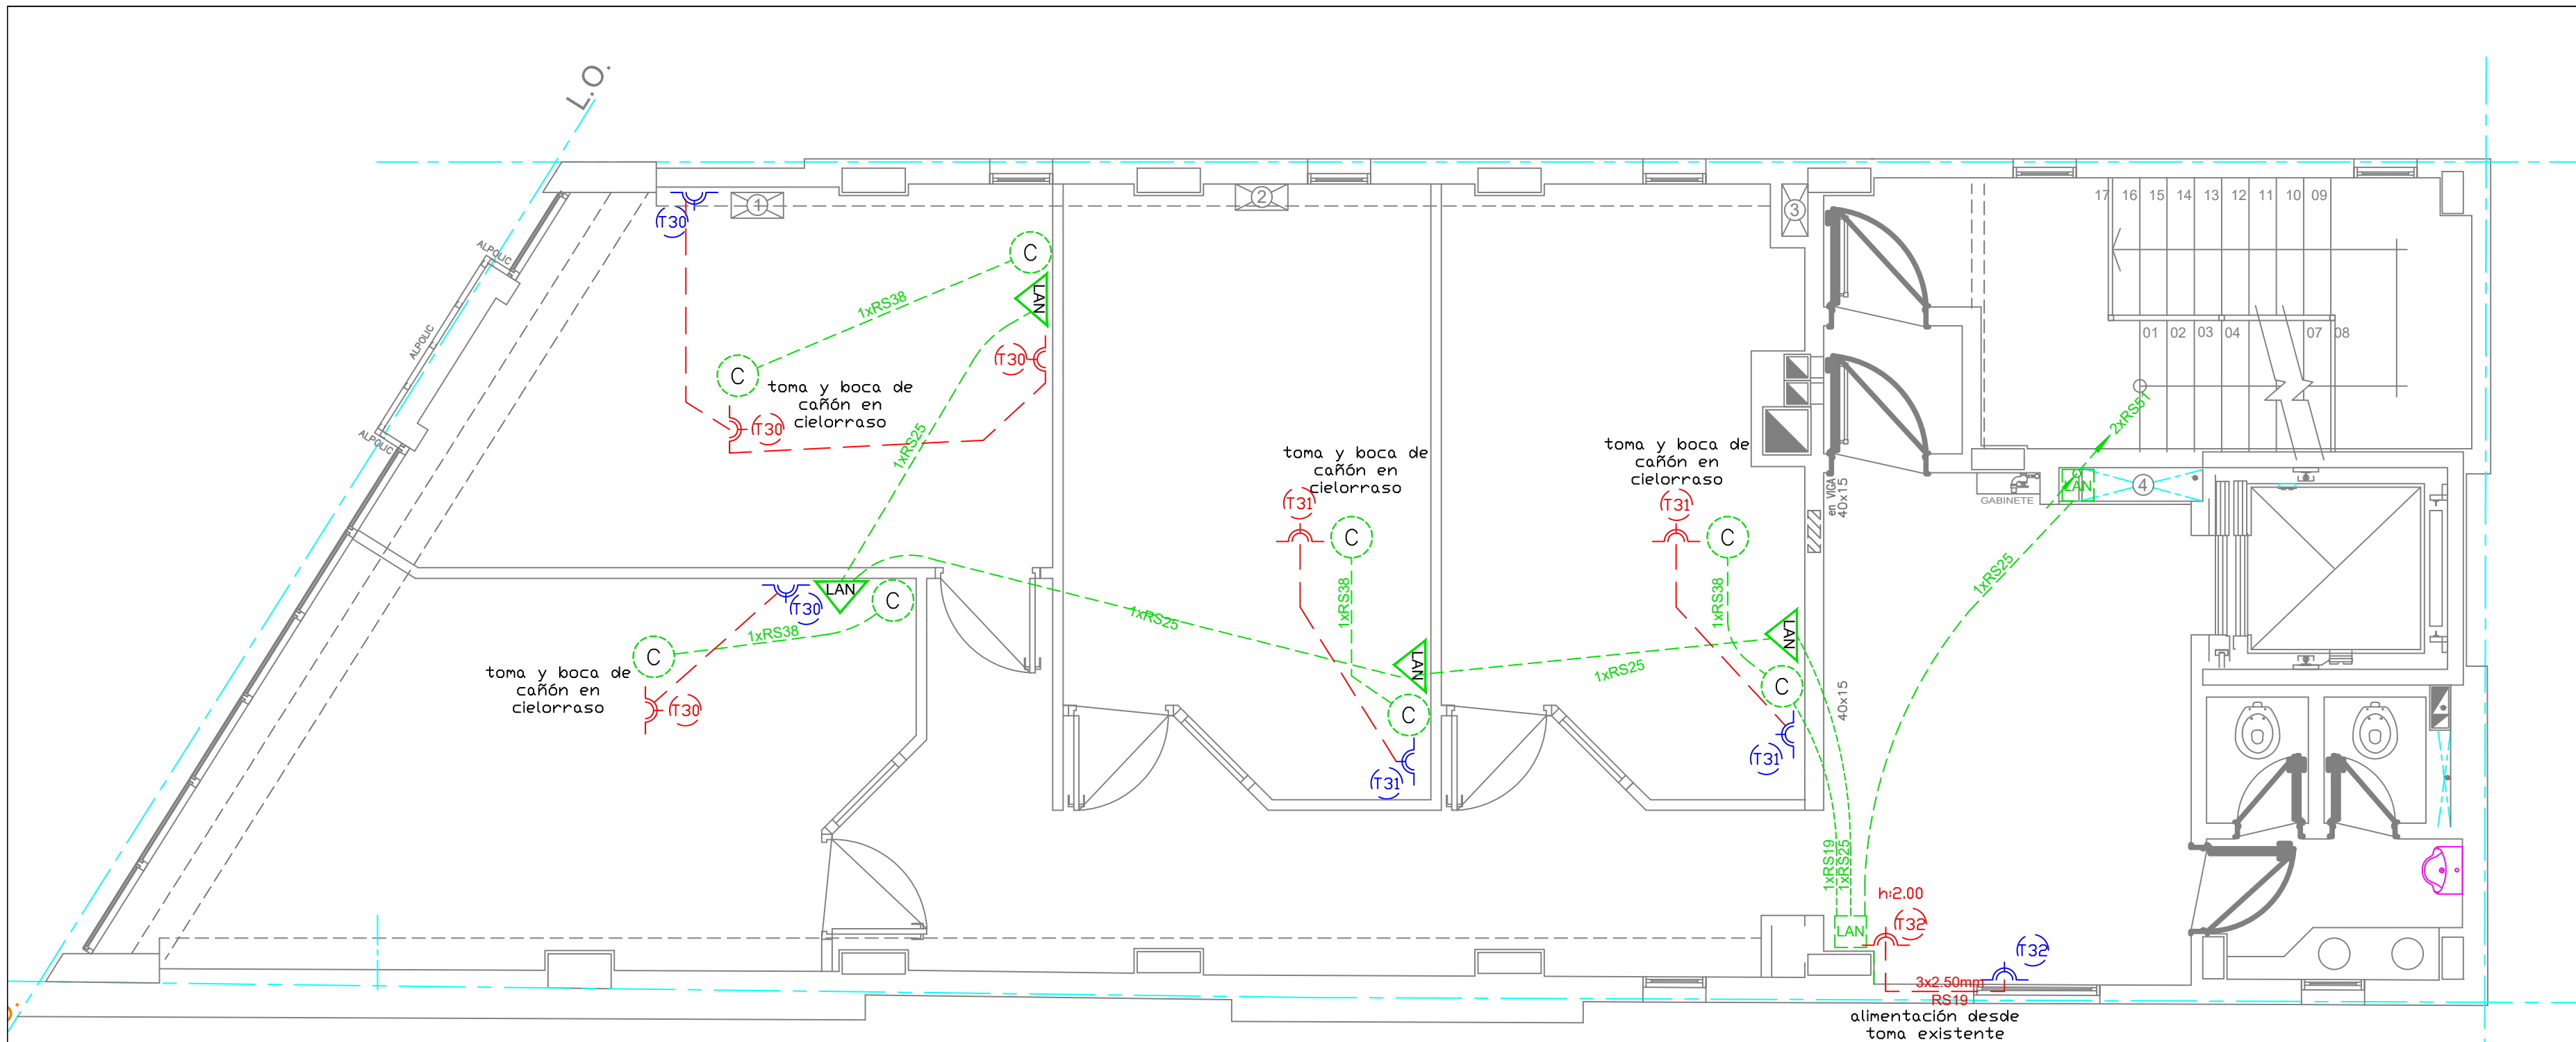 L.O.
ALPOLIC
ALPOLIC
ALPOLIC
T30
1
2
3
C
1xRS38
LAN
T30
C
toma y boca de
cañón en
cielorraso
T30
1xRS25
T30
LAN
C
1xRS38
C
toma y boca de
cañón en
cielorraso
T30
1xRS25
toma y boca de
cañón en
cielorraso
T31
C
1xRS38
LAN
C
T31
1xRS25
toma y boca de
cañón en
cielorraso
T31
C
1xRS38
LAN
C
T31
en VIGA
40x15
40x15
17 16 15 14 13 12 11 10 09
01 02 03 04 07 08
2xRS51
LAN
4
GABINETE
1xRS25
1xRS19
1xRS25
h:2.00
T32
LAN
T32
3x2.50mm
RS19
alimentación desde
toma existente